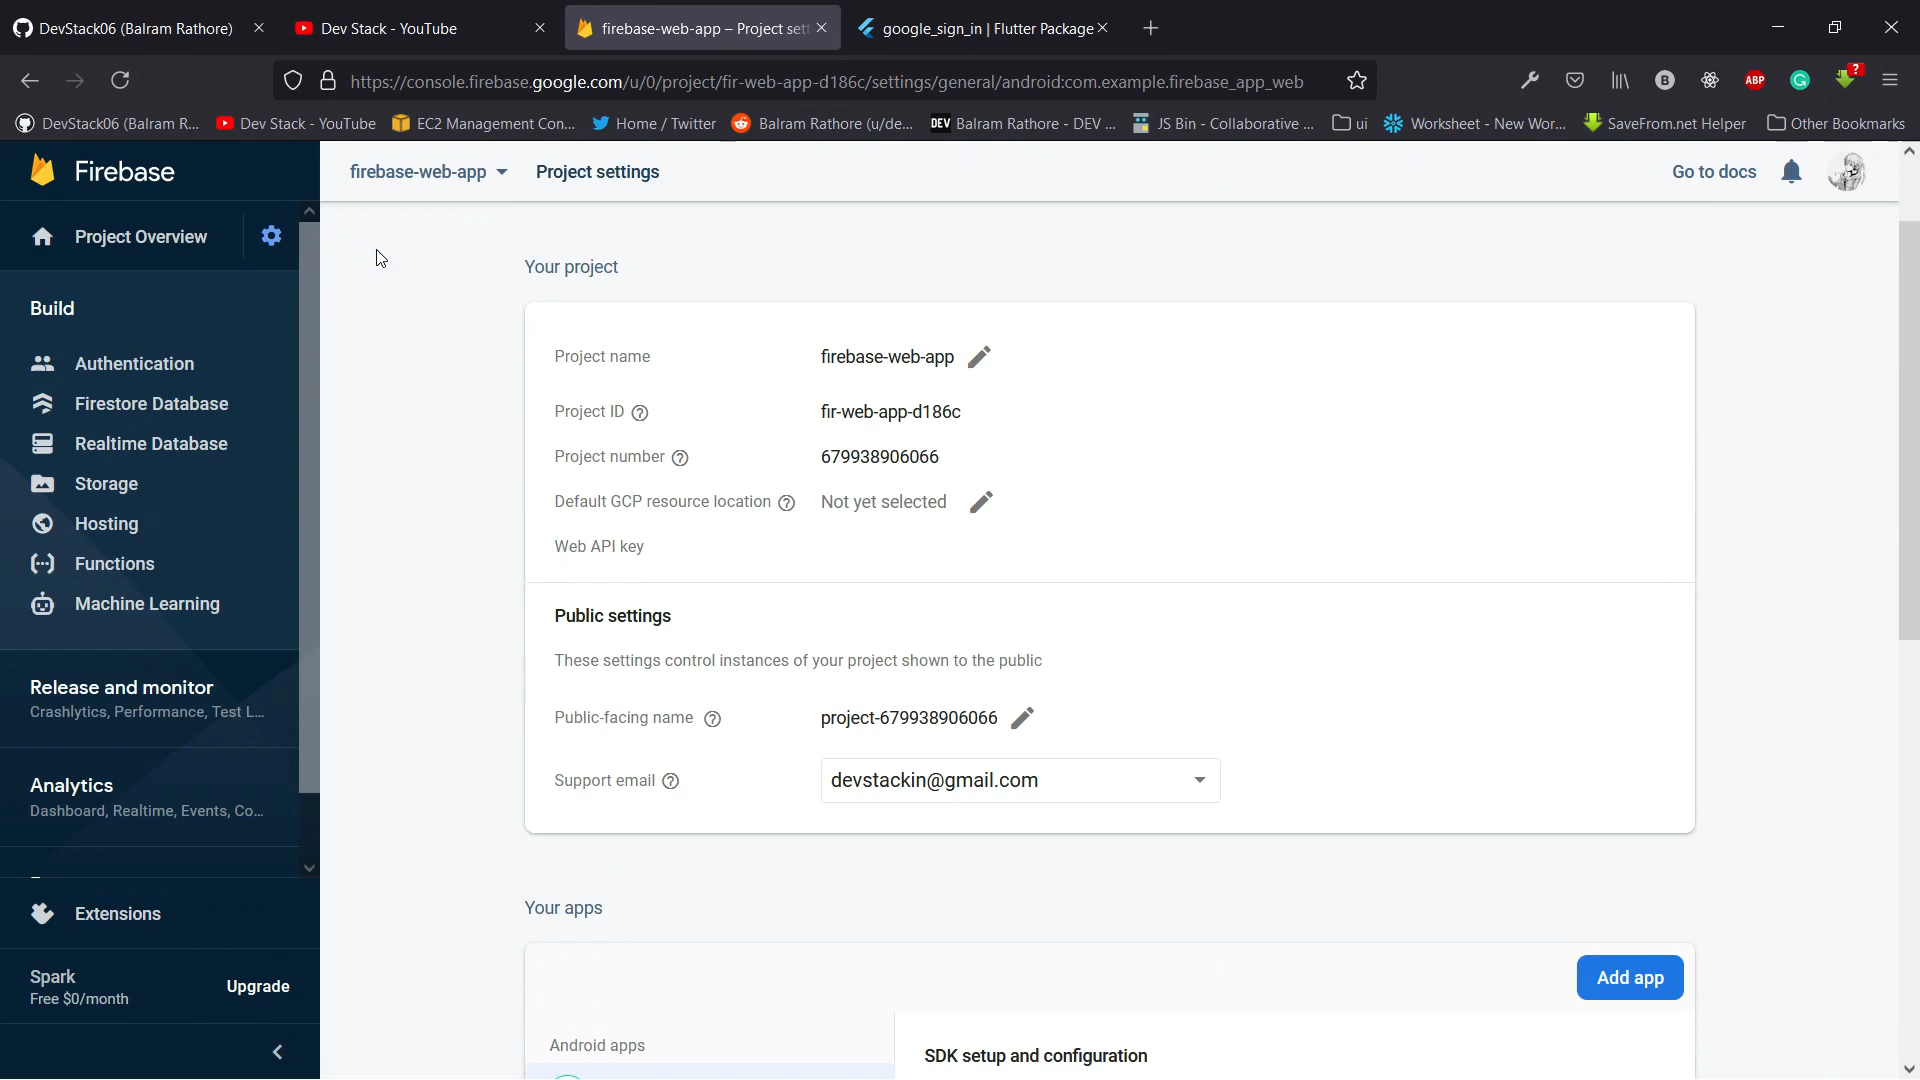 DevStack06 (Balram Rathore)
Dev Stack - YouTube
firebase-web-app – Project set
google_sign_in | Flutter Package
https://console.firebase.google.com/u/0/project/fir-web-app-d186c/settings/general/android:com.example.firebase_app_web
B
ABP
G
?
DevStack06 (Balram R...
Dev Stack - YouTube
EC2 Management Con...
Home / Twitter
Balram Rathore (u/de...
DEV Balram Rathore - DEV ...
JS Bin - Collaborative ...
ui
Worksheet - New Wor...
SaveFrom.net Helper
Other Bookmarks
Firebase
firebase-web-app
Project settings
Go to docs
Project Overview
Build
Authentication
Firestore Database
Realtime Database
Storage
Hosting
Functions
Machine Learning
Release and monitor
Crashlytics, Performance, Test L...
Analytics
Dashboard, Realtime, Events, Co...
Extensions
Spark
Free $0/month
Upgrade
Your project
Project name
firebase-web-app
Project ID ?
fir-web-app-d186c
Project number ?
679938906066
Default GCP resource location ?
Not yet selected
Web API key
Public settings
These settings control instances of your project shown to the public
Public-facing name ?
project-679938906066
Support email ?
devstackin@gmail.com
Your apps
Add app
Android apps
SDK setup and configuration